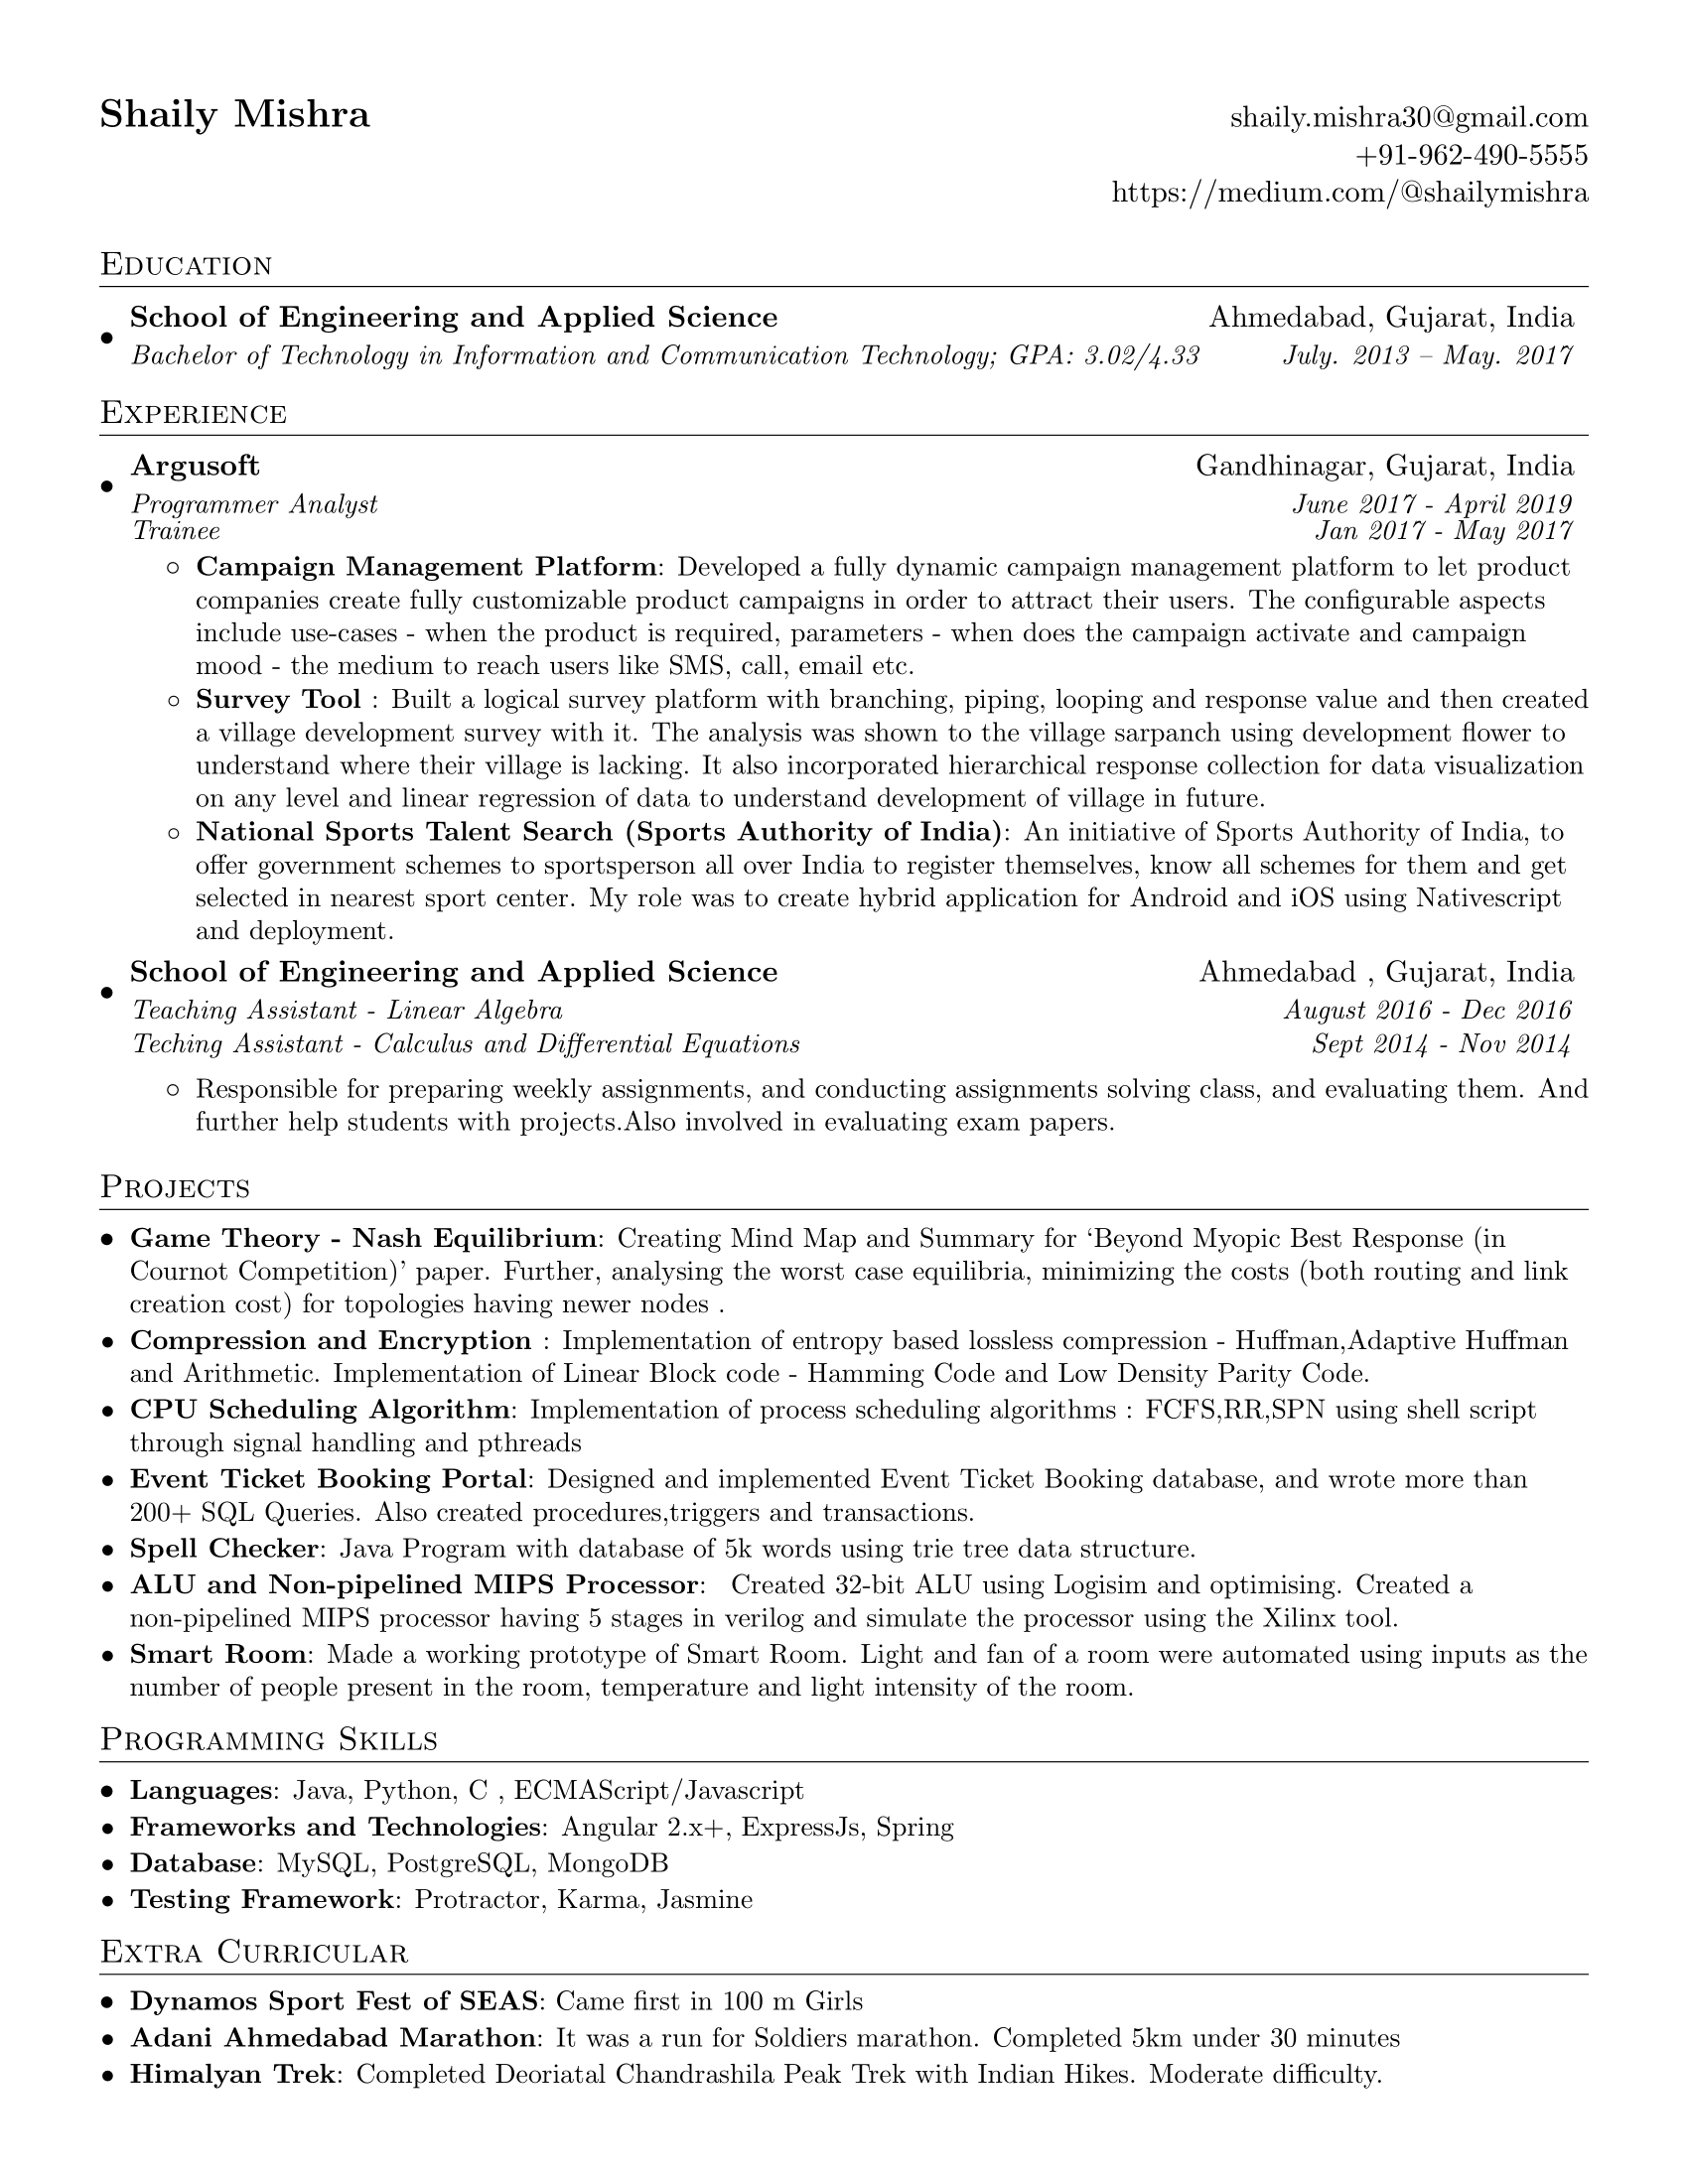 Shaily Mishra
shaily.mishra30@gmail.com
+91-962-490-5555
https://medium.com/@shailymishra
Education
• School of Engineering and Applied Science Ahmedabad, Gujarat, India
Bachelor of Technology in Information and Communication Technology; GPA: 3.02/4.33 July. 2013 – May. 2017
Experience
• Argusoft Gandhinagar, Gujarat, India
Programmer Analyst June 2017 - April 2019
Trainee Jan 2017 - May 2017
◦ Campaign Management Platform: Developed a fully dynamic campaign management platform to let product
companies create fully customizable product campaigns in order to attract their users. The configurable aspects
include use-cases - when the product is required, parameters - when does the campaign activate and campaign
mood - the medium to reach users like SMS, call, email etc.
◦ Survey Tool : Built a logical survey platform with branching, piping, looping and response value and then created
a village development survey with it. The analysis was shown to the village sarpanch using development flower to
understand where their village is lacking. It also incorporated hierarchical response collection for data visualization
on any level and linear regression of data to understand development of village in future.
◦ National Sports Talent Search (Sports Authority of India): An initiative of Sports Authority of India, to
offer government schemes to sportsperson all over India to register themselves, know all schemes for them and get
selected in nearest sport center. My role was to create hybrid application for Android and iOS using Nativescript
and deployment.
• School of Engineering and Applied Science Ahmedabad , Gujarat, India
Teaching Assistant - Linear Algebra August 2016 - Dec 2016
Teching Assistant - Calculus and Differential Equations Sept 2014 - Nov 2014
◦ Responsible for preparing weekly assignments, and conducting assignments solving class, and evaluating them. And
further help students with projects.Also involved in evaluating exam papers.
Projects
• Game Theory - Nash Equilibrium: Creating Mind Map and Summary for ‘Beyond Myopic Best Response (in
Cournot Competition)’ paper. Further, analysing the worst case equilibria, minimizing the costs (both routing and link
creation cost) for topologies having newer nodes .
• Compression and Encryption : Implementation of entropy based lossless compression - Huffman,Adaptive Huffman
and Arithmetic. Implementation of Linear Block code - Hamming Code and Low Density Parity Code.
• CPU Scheduling Algorithm: Implementation of process scheduling algorithms : FCFS,RR,SPN using shell script
through signal handling and pthreads
• Event Ticket Booking Portal: Designed and implemented Event Ticket Booking database, and wrote more than
200+ SQL Queries. Also created procedures,triggers and transactions.
• Spell Checker: Java Program with database of 5k words using trie tree data structure.
• ALU and Non-pipelined MIPS Processor: Created 32-bit ALU using Logisim and optimising. Created a
non-pipelined MIPS processor having 5 stages in verilog and simulate the processor using the Xilinx tool.
• Smart Room: Made a working prototype of Smart Room. Light and fan of a room were automated using inputs as the
number of people present in the room, temperature and light intensity of the room.
Programming Skills
• Languages: Java, Python, C , ECMAScript/Javascript
• Frameworks and Technologies: Angular 2.x+, ExpressJs, Spring
• Database: MySQL, PostgreSQL, MongoDB
• Testing Framework: Protractor, Karma, Jasmine
Extra Curricular
• Dynamos Sport Fest of SEAS: Came first in 100 m Girls
• Adani Ahmedabad Marathon: It was a run for Soldiers marathon. Completed 5km under 30 minutes
• Himalyan Trek: Completed Deoriatal Chandrashila Peak Trek with Indian Hikes. Moderate difficulty.